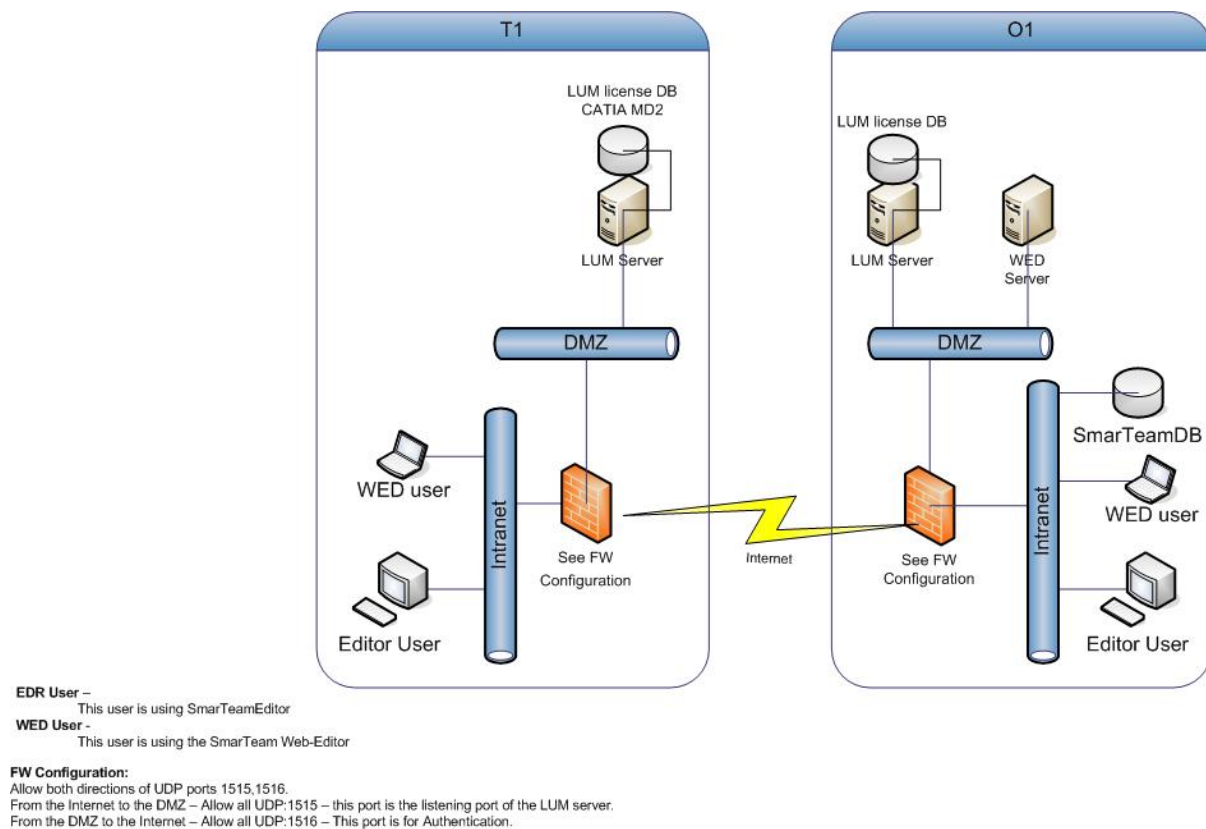 T1
LUM license DB
CATIA MD2
LUM Server
DMZ
WED user
Intranet
See FW
Configuration
Editor User
Internet
O1
LUM license DB
LUM Server
WED
Server
DMZ
SmarTeamDB
WED user
Intranet
See FW
Configuration
Editor User
EDR User –
This user is using SmarTeamEditor
WED User -
This user is using the SmarTeam Web-Editor
FW Configuration:
Allow both directions of UDP ports 1515,1516.
From the Internet to the DMZ – Allow all UDP:1515 – this port is the listening port of the LUM server.
From the DMZ to the Internet – Allow all UDP:1516 – This port is for Authentication.